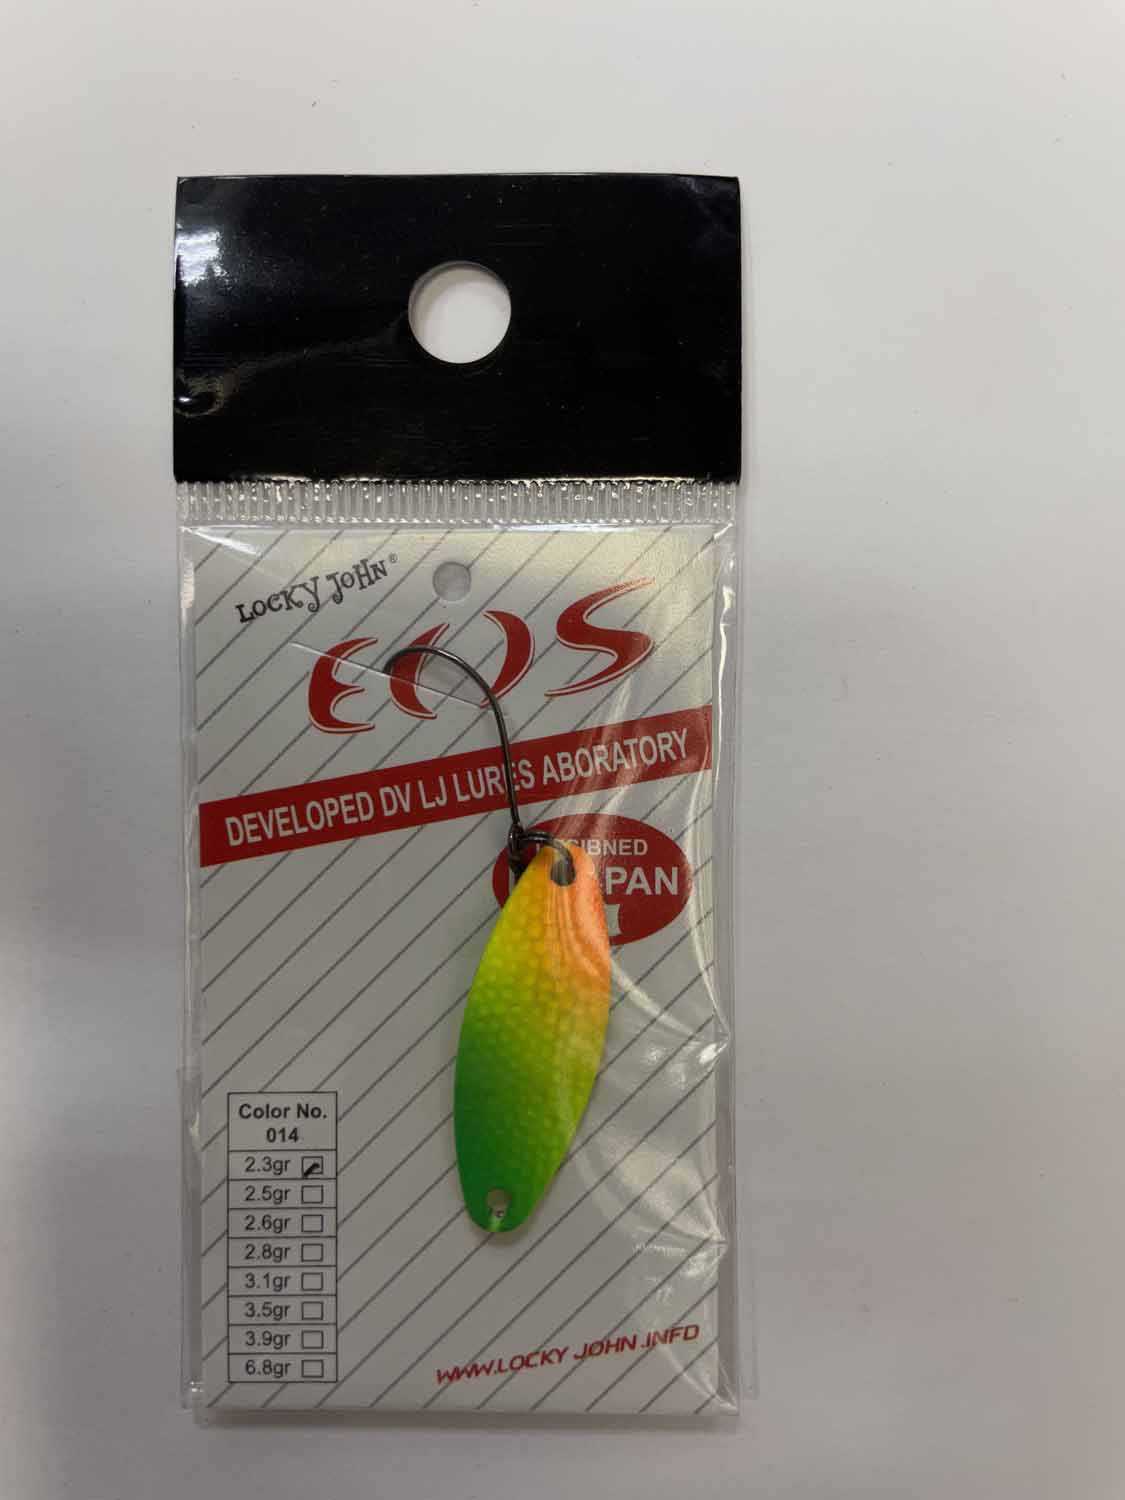 LOCKY JOHN®
EOS
DEVELOPED DV LJ LURES ABORATORY
PAN
Color No.
014
2.3gr
2.5gr
2.6gr
2.8gr
3.1gr
3.5gr
3.9gr
6.8gr
WWW.LOCKY JOHN.INFD